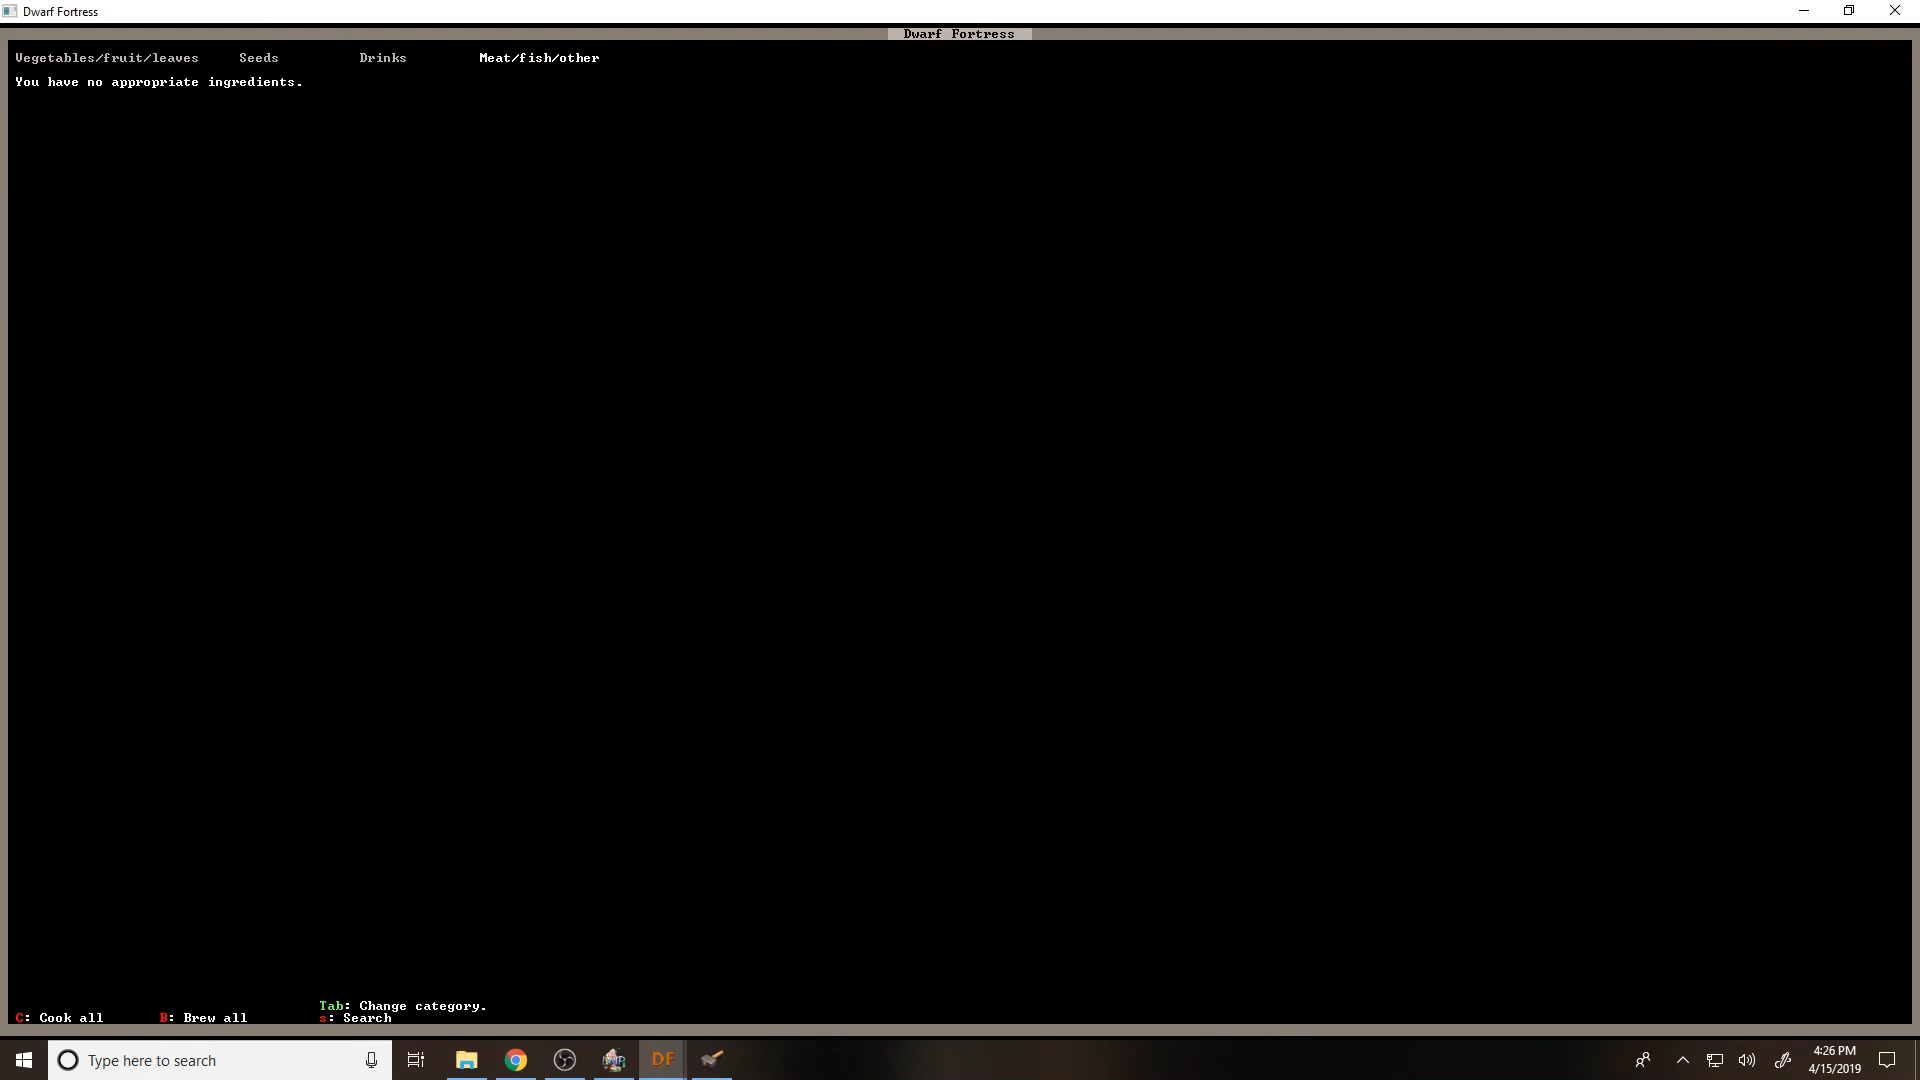 Dwarf Fortress
Dwarf Fortress
Vegetables/fruit/leaves Seeds Drinks Meat/fish/other
You have no appropriate ingredients.
Tab: Change category.
C: Cook all B: Brew all s: Search
Type here to search
DF
4:26 PM
4/15/2019